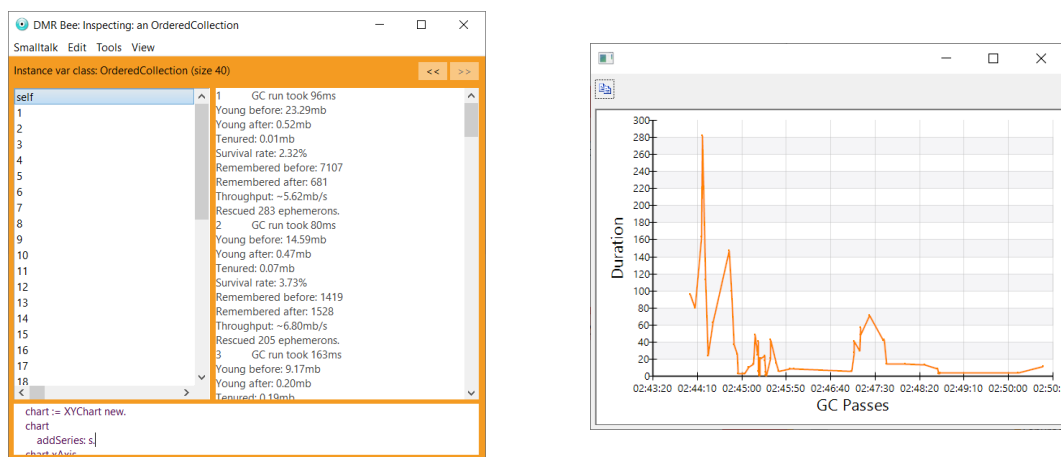 DMR Bee: Inspecting: an OrderedCollection
Smalltalk Edit Tools View
Instance var class: OrderedCollection (size 40)
<< >>
self
1
2
3
4
5
6
7
8
9
10
11
12
13
14
15
16
17
18
1 GC run took 96ms
Young before: 23.29mb
Young after: 0.52mb
Tenured: 0.01mb
Survival rate: 2.32%
Remembered before: 7107
Remembered after: 681
Throughput: ~5.62mb/s
Rescued 283 ephemerons.
2 GC run took 80ms
Young before: 14.59mb
Young after: 0.47mb
Tenured: 0.07mb
Survival rate: 3.73%
Remembered before: 1419
Remembered after: 1528
Throughput: ~6.80mb/s
Rescued 205 ephemerons.
3 GC run took 163ms
Young before: 9.17mb
Young after: 0.20mb
Tenured: 0.19mb
chart := XYChart new.
chart
addSeries: s.
chart xAxis
300
280
260
240
220
200
180
160
140
120
100
80
60
40
20
0
Duration
02:43:20 02:44:10 02:45:00 02:45:50 02:46:40 02:47:30 02:48:20 02:49:10 02:50:00 02:50:
GC Passes